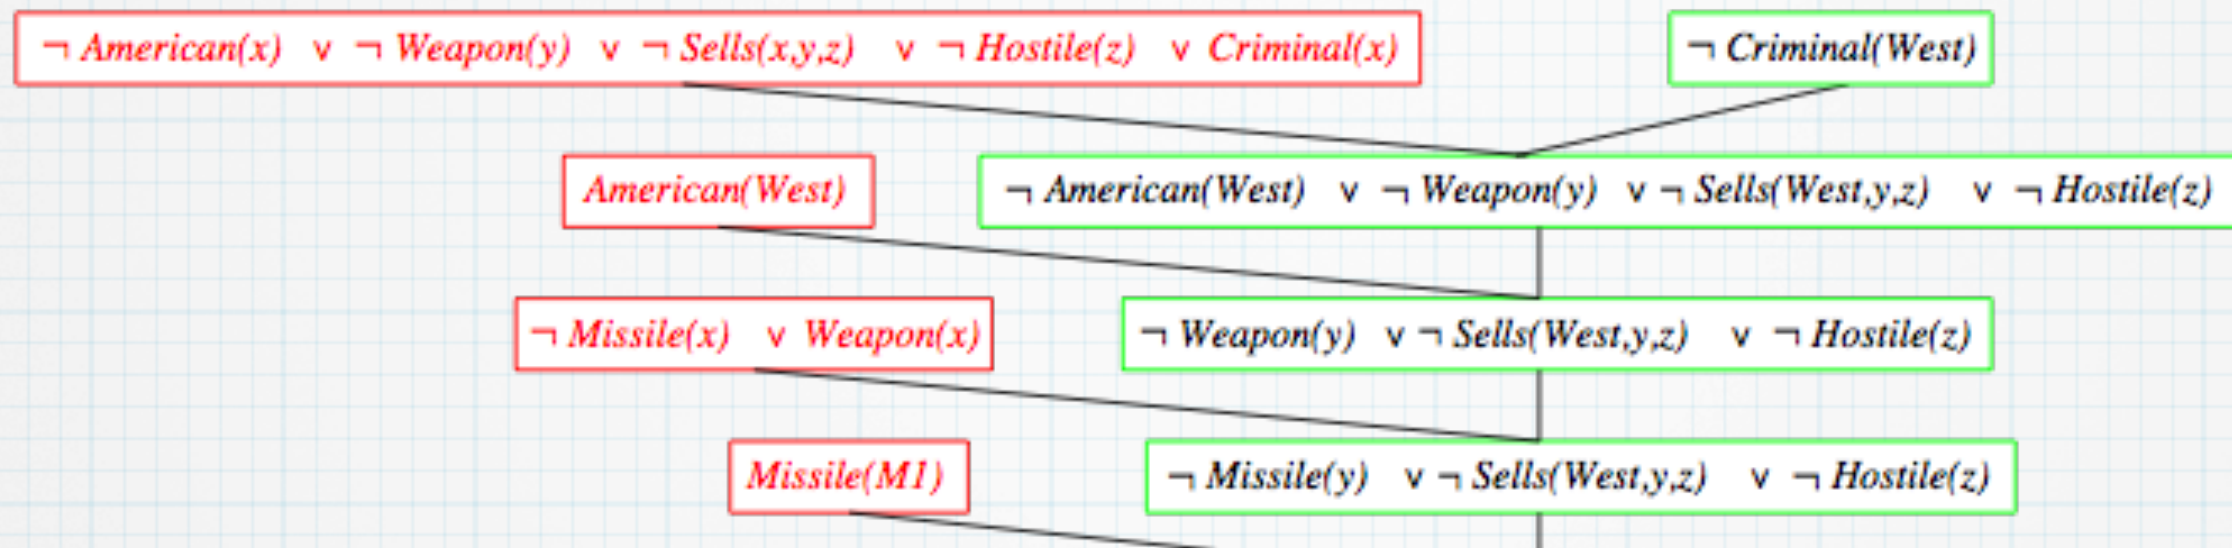 ¬ American(x) ∨ ¬ Weapon(y) ∨ ¬ Sells(x,y,z) ∨ ¬ Hostile(z) ∨ Criminal(x) ¬ Criminal(West)
American(West) ¬ American(West) ∨ ¬ Weapon(y) ∨ ¬ Sells(West,y,z) ∨ ¬ Hostile(z)
¬ Missile(x) ∨ Weapon(x) ¬ Weapon(y) ∨ ¬ Sells(West,y,z) ∨ ¬ Hostile(z)
Missile(M1) ¬ Missile(y) ∨ ¬ Sells(West,y,z) ∨ ¬ Hostile(z)